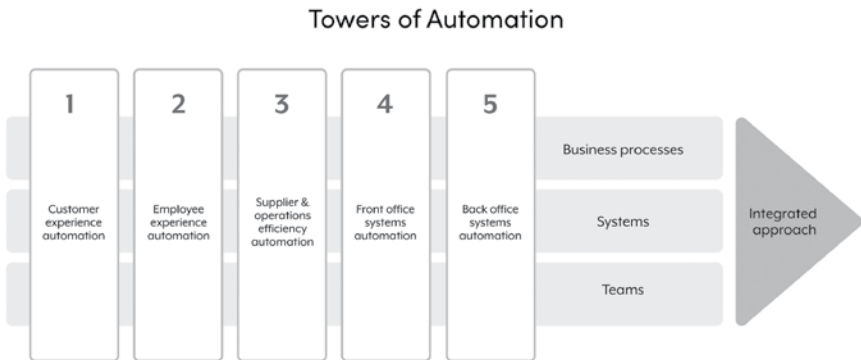 Towers of Automation
1
2
3
4
5
Customer
experience
automation
Employee
experience
automation
Supplier &
operations
efficiency
automation
Front office
systems
automation
Back office
systems
automation
Business processes
Systems
Teams
Integrated
approach